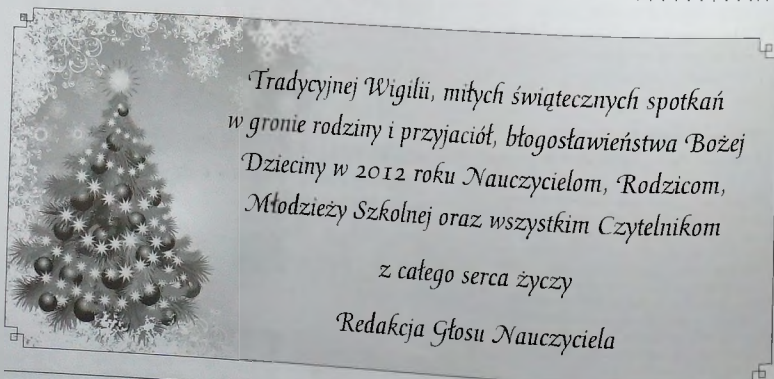 Tradycyjnej Wigilii, miłych świątecznych spotkań
w gronie rodziny i przyjaciół, błogosławieństwa Bożej
Dzieciny w 2012 roku Nauczycielom, Rodzicom,
Młodzieży Szkolnej oraz wszystkim Czytelnikom
z całego serca życzy
Redakcja Głosu Nauczyciela